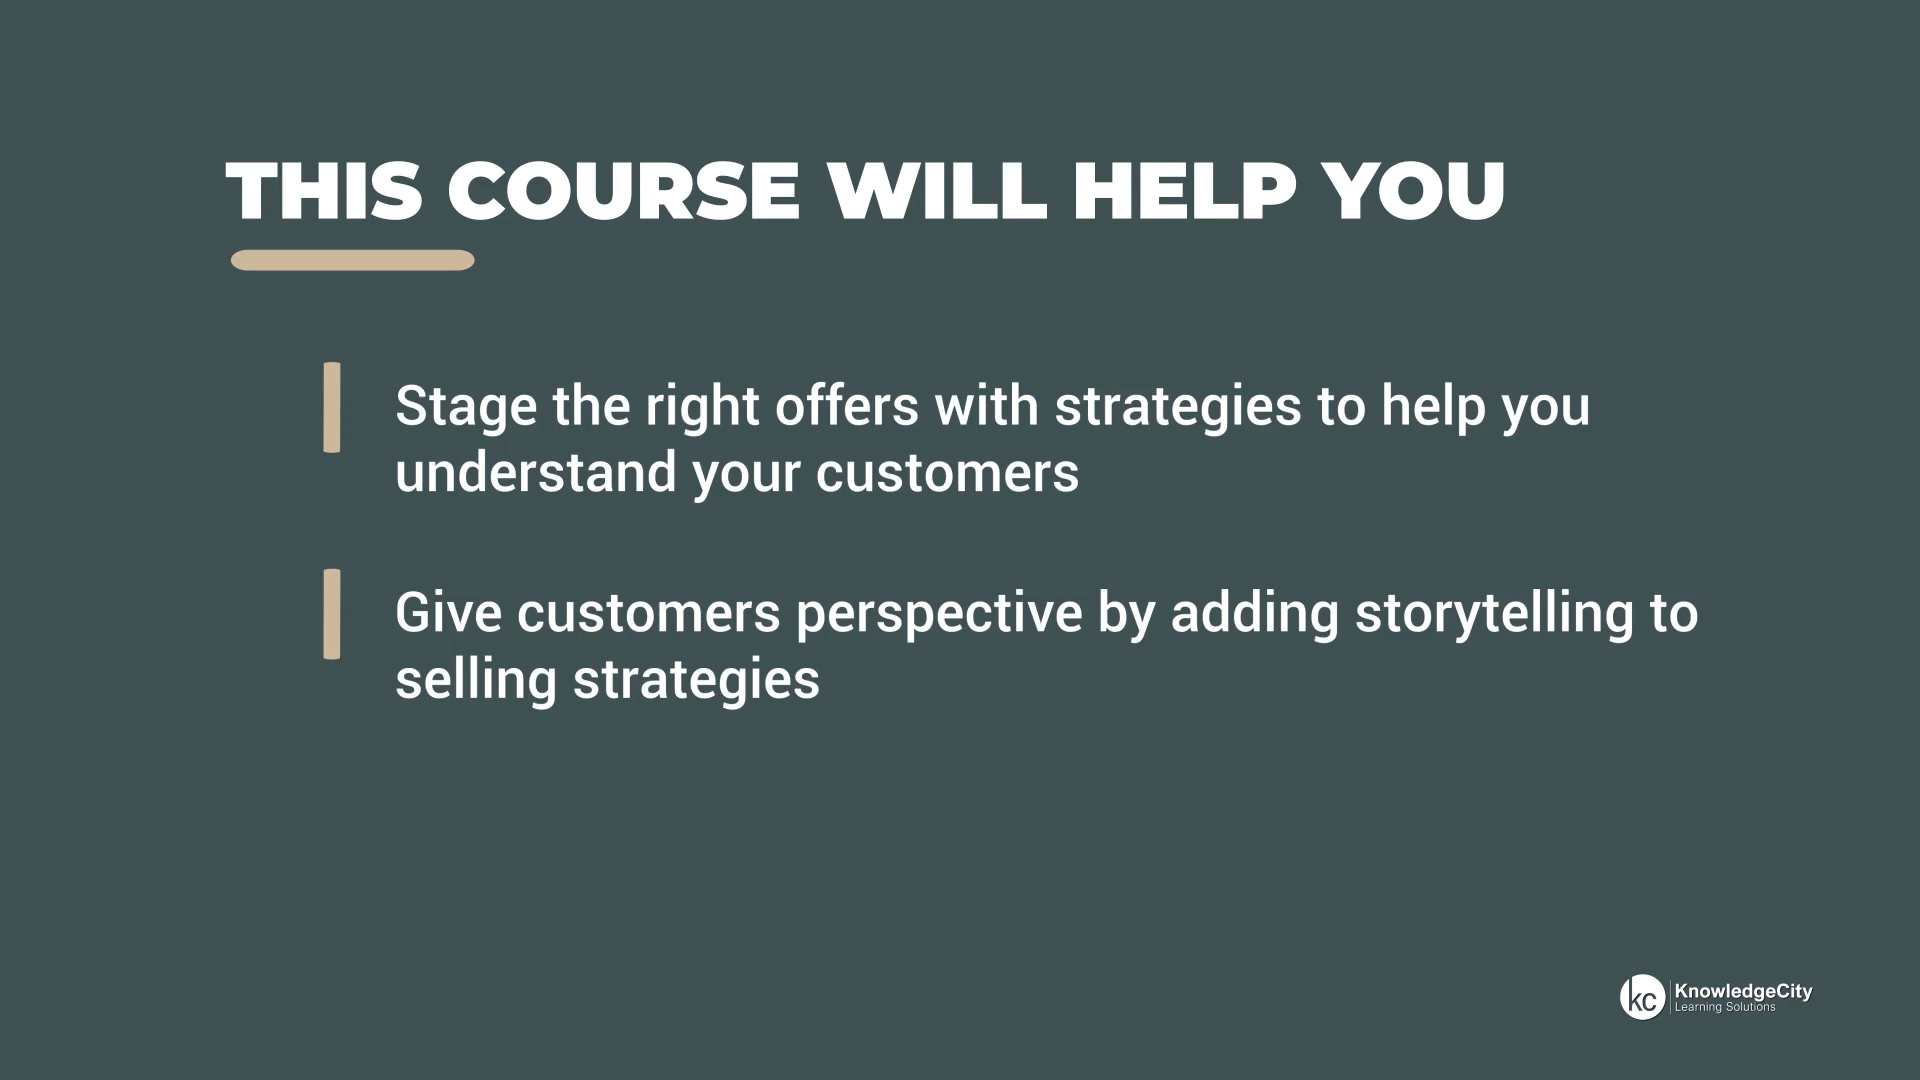 THIS COURSE WILL HELP YOU
Stage the right offers with strategies to help you
understand your customers
Give customers perspective by adding storytelling to
selling strategies
kc
KnowledgeCity
Learning Solutions